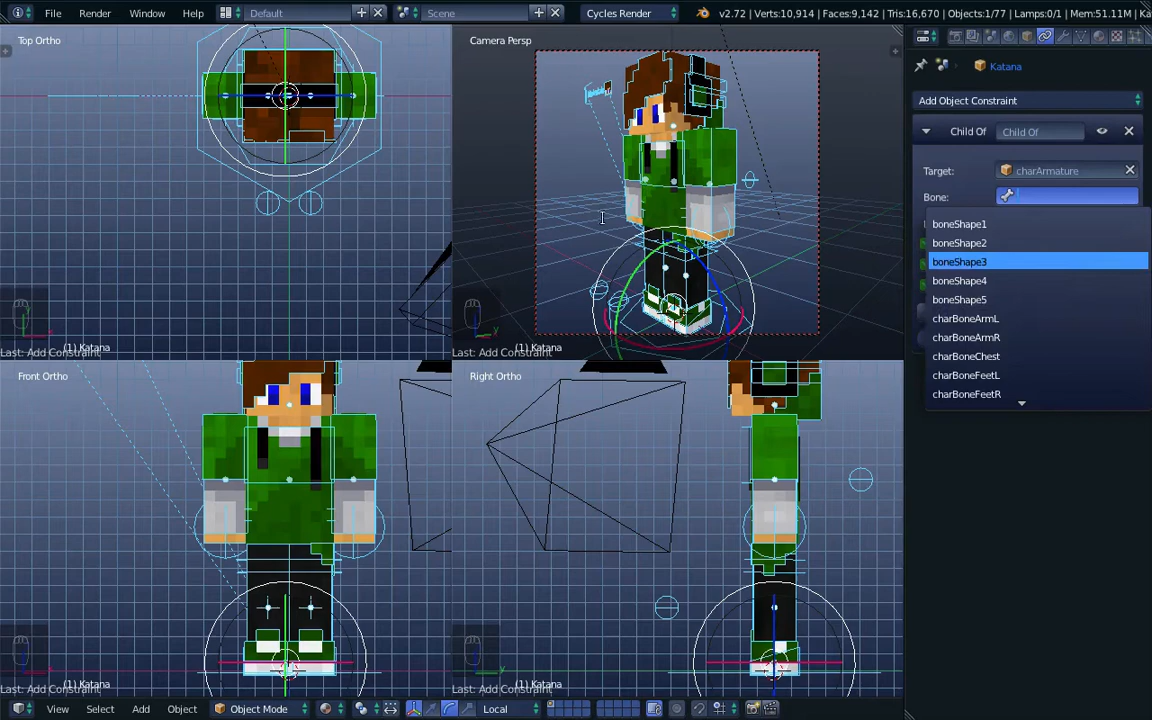 File Render Window Help Default Scene Cycles Render v2.72 | Verts:10,914 | Faces:9,142 | Tris:16,670 | Objects:1/77 | Lamps:0/1 | Mem:51.11M
Top Ortho
Camera Persp
Katana
Add Object Constraint
Child Of Child Of
Target: charArmature
Bone:
boneShape1
boneShape2
boneShape3
boneShape4
boneShape5
charBoneArmL
charBoneArmR
charBoneChest
charBoneFeetL
charBoneFeetR
Last: Add Constraint
(1) Katana
Last: Add Constraint
(1) Katana
Front Ortho
Right Ortho
Last: Add Constraint
(1) Katana
Last: Add Constraint
(1) Katana
View Select Add Object Object Mode Local